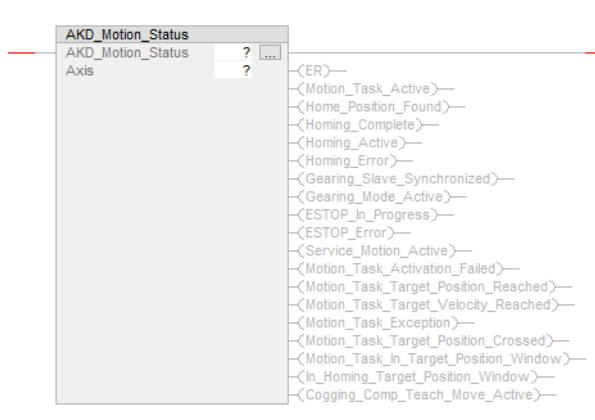 AKD_Motion_Status
AKD_Motion_Status ? ...
Axis ?
(ER)
(Motion_Task_Active)
(Home_Position_Found)
(Homing_Complete)
(Homing_Active)
(Homing_Error)
(Gearing_Slave_Synchronized)
(Gearing_Mode_Active)
(ESTOP_In_Progress)
(ESTOP_Error)
(Service_Motion_Active)
(Motion_Task_Activation_Failed)
(Motion_Task_Target_Position_Reached)
(Motion_Task_Target_Velocity_Reached)
(Motion_Task_Exception)
(Motion_Task_Target_Position_Crossed)
(Motion_Task_In_Target_Position_Window)
(In_Homing_Target_Position_Window)
(Cogging_Comp_Teach_Move_Active)